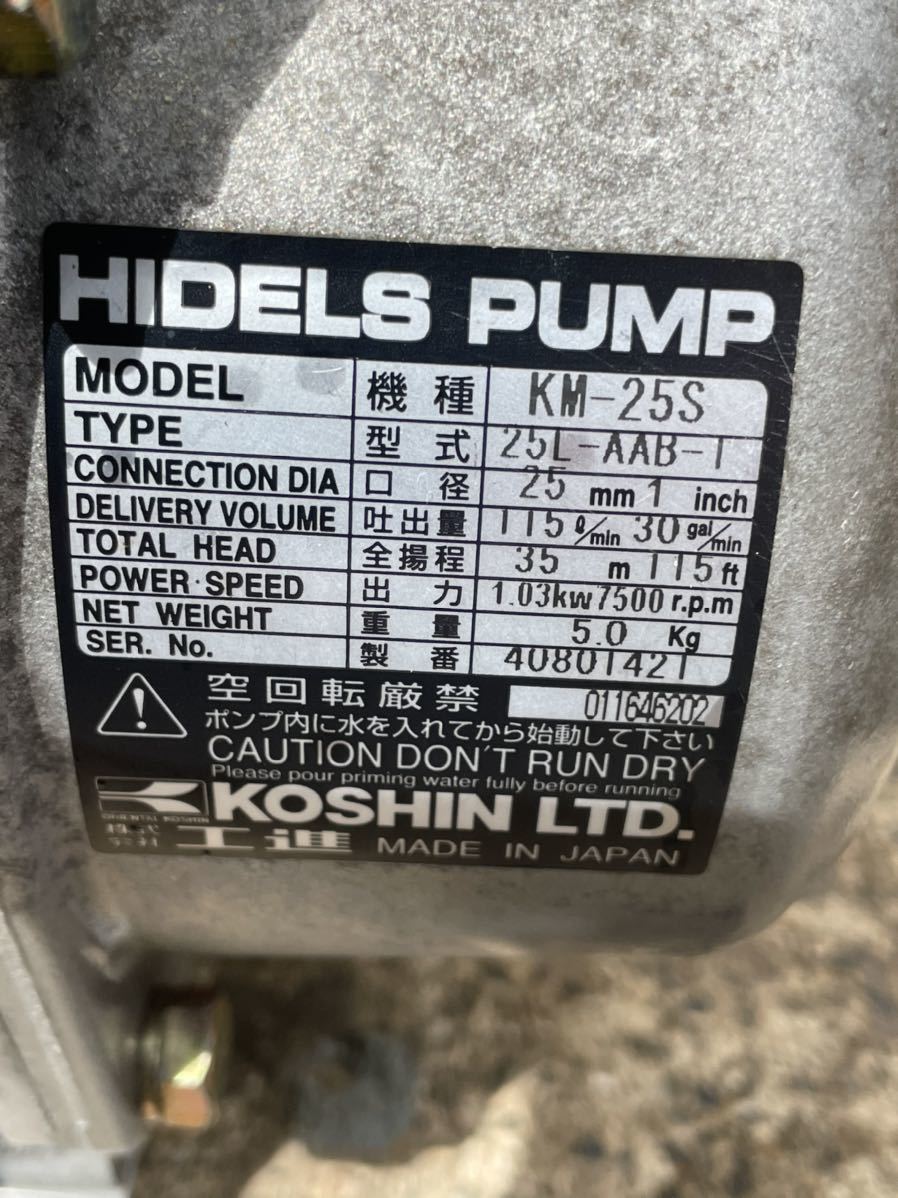 HIDELS PUMP
MODEL 機種 KM-25S
TYPE 型式 25L-AAB-1
CONNECTION DIA 口径 25 mm 1 inch
DELIVERY VOLUME 吐出量 115 ℓ/min 30 gal/min
TOTAL HEAD 全揚程 35 m 115 ft
POWER·SPEED 出力 1.03kw 7500 r.p.m
NET WEIGHT 重量 5.0 Kg
SER. No. 製番 40801421
011646202
空回転厳禁
ポンプ内に水を入れてから始動して下さい
CAUTION DON'T RUN DRY
Please pour priming water fully before running
ORIENTAL KOSHIN
KOSHIN LTD.
株式会社 工進 MADE IN JAPAN